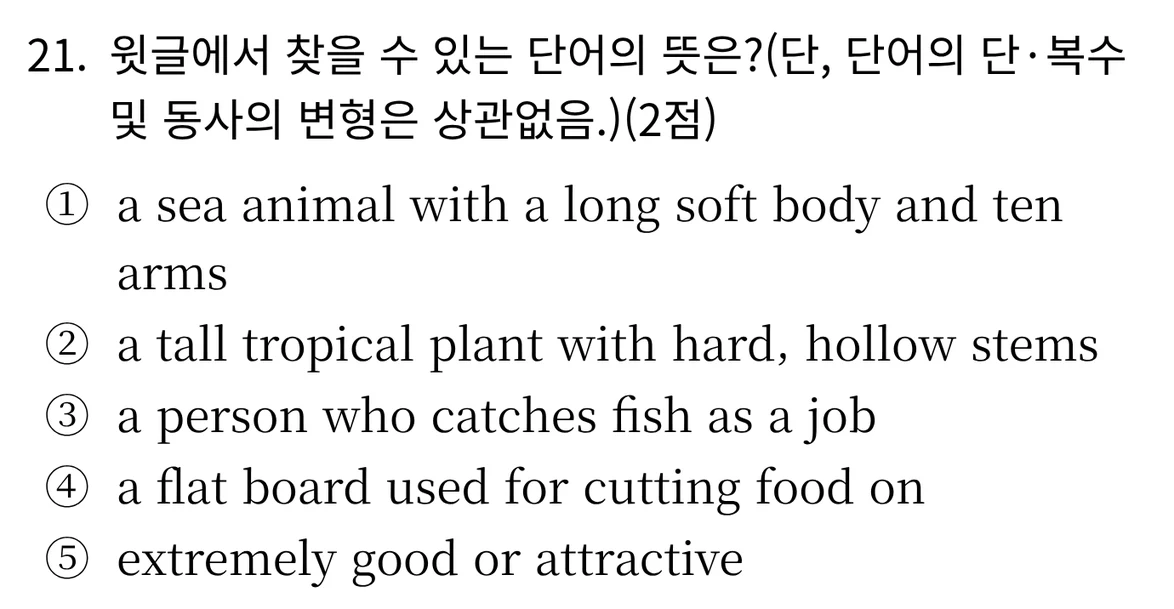 21. 윗글에서 찾을 수 있는 단어의 뜻은?(단, 단어의 단·복수
및 동사의 변형은 상관없음.)(2점)
① a sea animal with a long soft body and ten
arms
② a tall tropical plant with hard, hollow stems
③ a person who catches fish as a job
④ a flat board used for cutting food on
⑤ extremely good or attractive